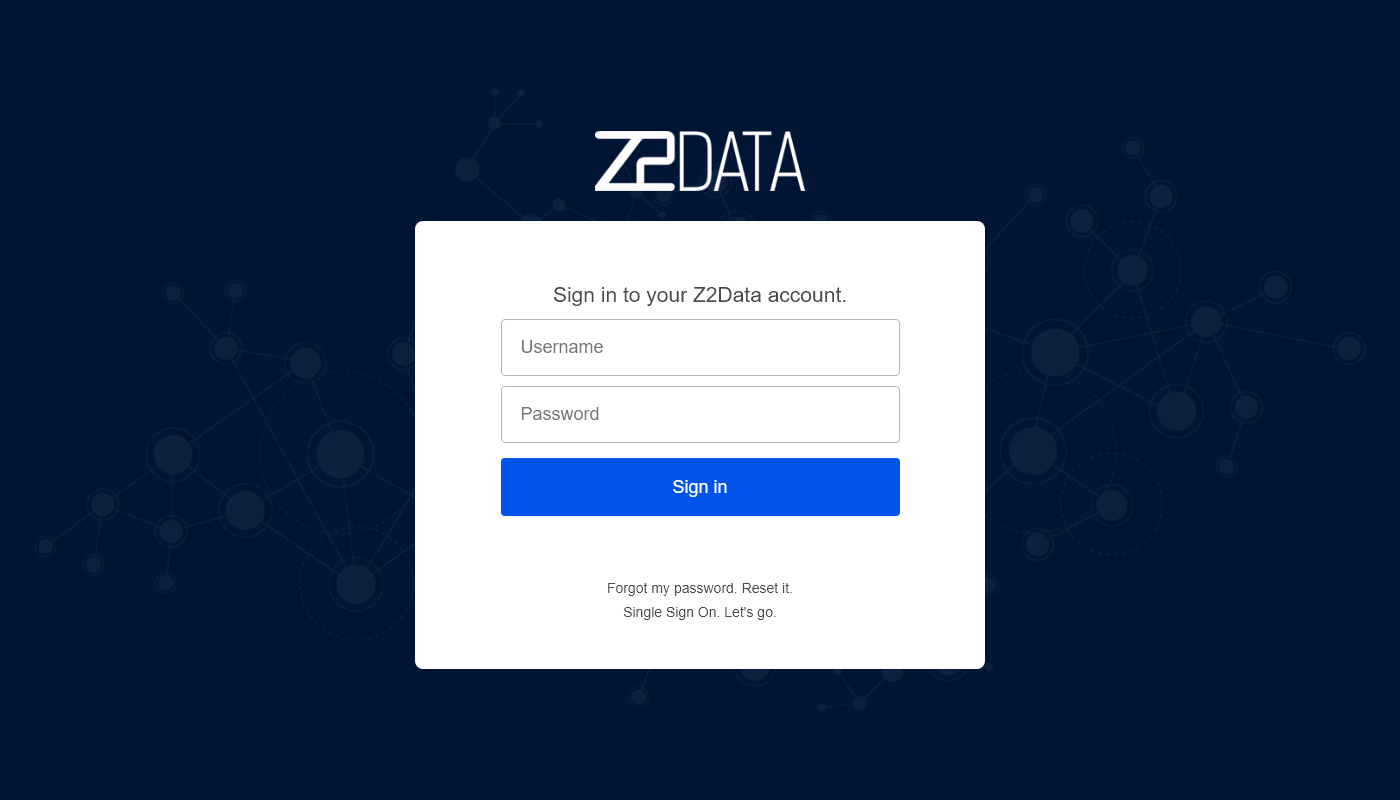 Z2DATA
Sign in to your Z2Data account.
Username
Password
Sign in
Forgot my password. Reset it.
Single Sign On. Let's go.